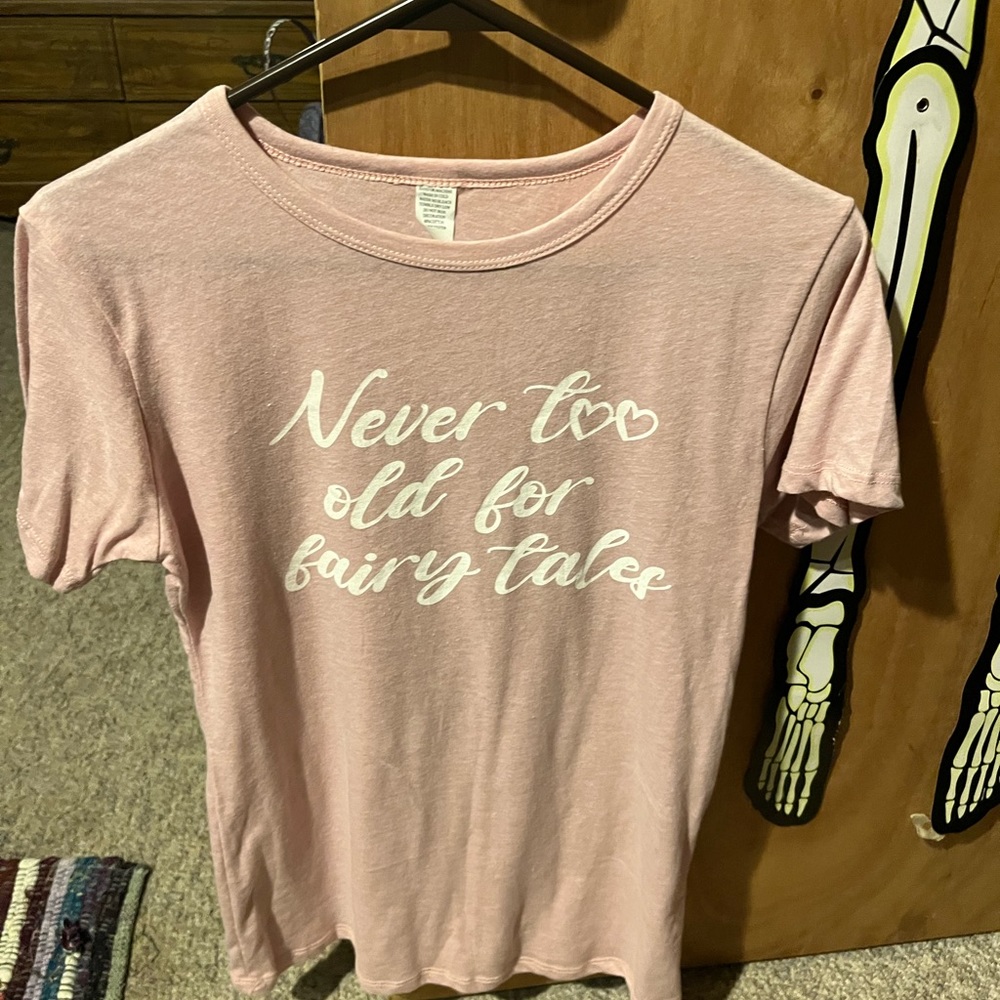 Never too
old for
fairy tales